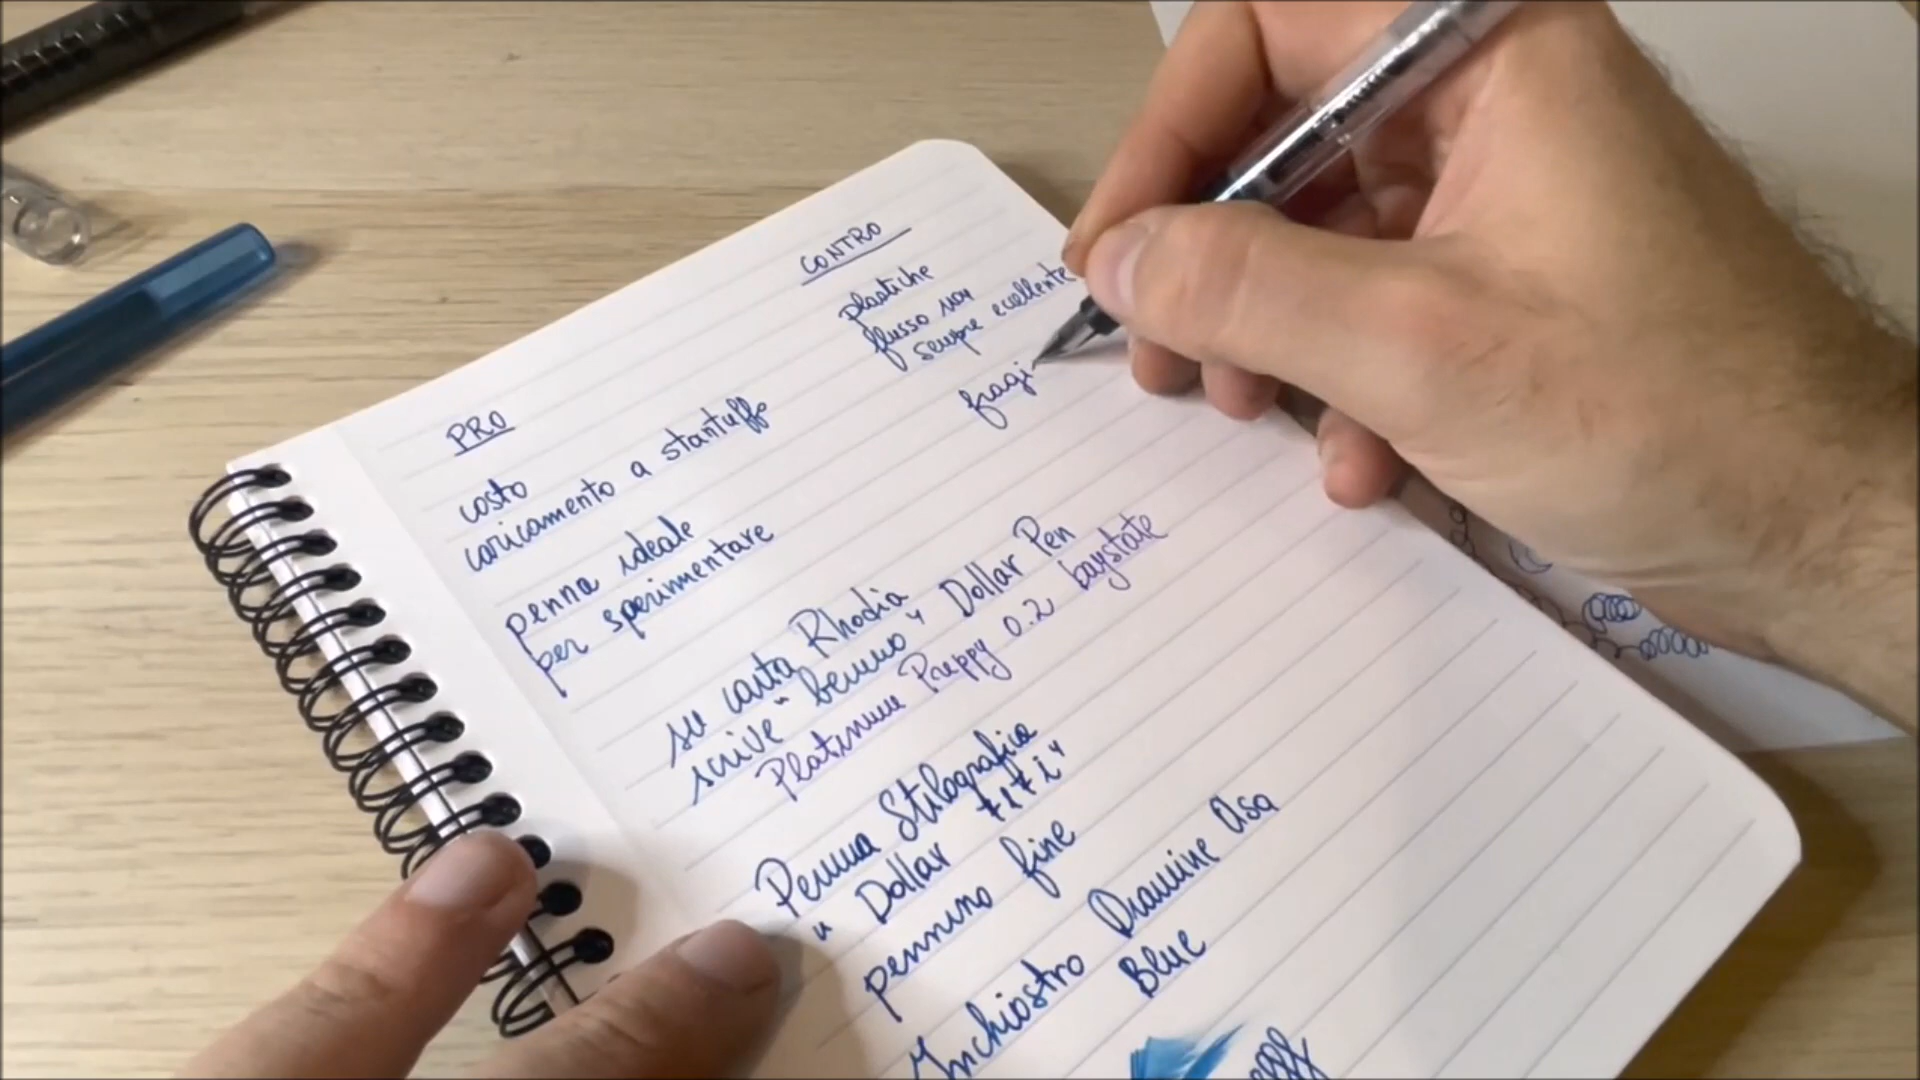 PRO
costo
caricamento a stantuffo
penna ideale
per sperimentare
CONTRO
plastiche
flusso non
sempre eccellente
fragi
su carta Rhodia
scrive "benino" Dollar Pen
Platinum Preppy 0.2 baystate
Penna Stilografica
" Dollar 717 i"
pennino fine
Inchiostro Diamine Asa
Blue